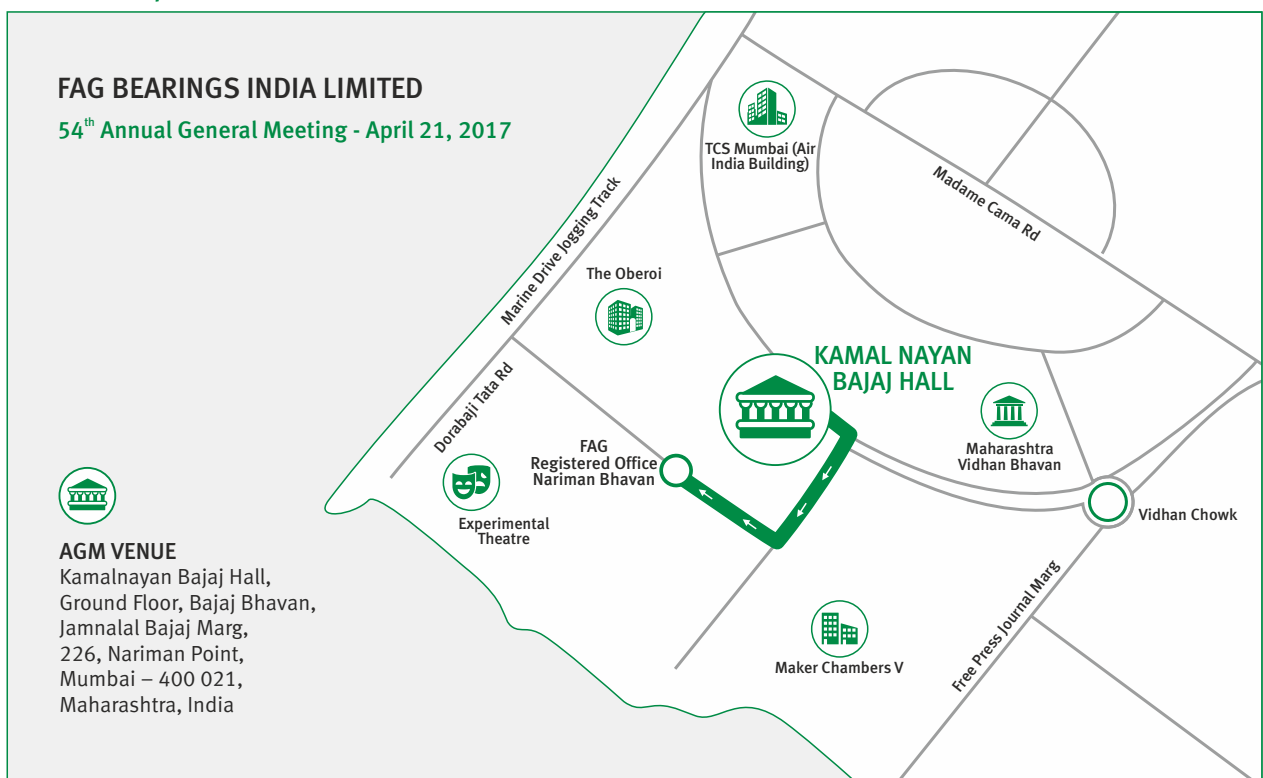 FAG BEARINGS INDIA LIMITED
54th Annual General Meeting - April 21, 2017
TCS Mumbai (Air
India Building)
Madame Cama Rd
Marine Drive Jogging Track
The Oberoi
KAMAL NAYAN
BAJAJ HALL
Dorabaji Tata Rd
FAG
Registered Office
Nariman Bhavan
Maharashtra
Vidhan Bhavan
Experimental
Theatre
Vidhan Chowk
AGM VENUE
Kamalnayan Bajaj Hall,
Ground Floor, Bajaj Bhavan,
Jamnalal Bajaj Marg,
226, Nariman Point,
Mumbai – 400 021,
Maharashtra, India
Maker Chambers V
Free Press Journal Marg